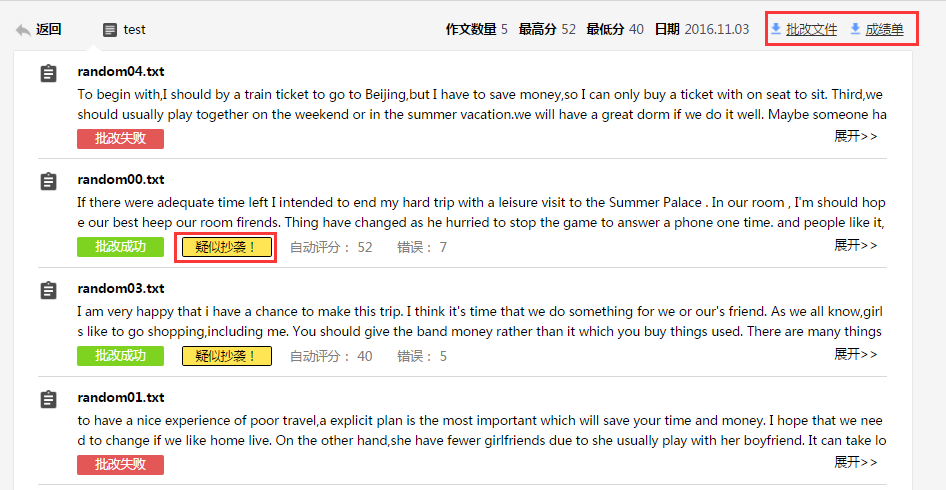 返回 test 作文数量 5 最高分 52 最低分 40 日期 2016.11.03 批改文件 成绩单
random04.txt
To begin with,I should by a train ticket to go to Beijing,but I have to save money,so I can only buy a ticket with on seat to sit. Third,we
should usually play together on the weekend or in the summer vacation.we will have a great dorm if we do it well. Maybe someone ha
批改失败 展开>>
random00.txt
If there were adequate time left I intended to end my hard trip with a leisure visit to the Summer Palace . In our room , I'm should hop
e our best heep our room firends. Thing have changed as he hurried to stop the game to answer a phone one time. and people like it,
批改成功 疑似抄袭！ 自动评分： 52 错误： 7 展开>>
random03.txt
I am very happy that i have a chance to make this trip. I think it's time that we do something for we or our's friend. As we all know,girl
s like to go shopping,including me. You should give the band money rather than it which you buy things used. There are many things
批改成功 疑似抄袭！ 自动评分： 40 错误： 5 展开>>
random01.txt
to have a nice experience of poor travel,a explicit plan is the most important which will save your time and money. I hope that we nee
d to change if we like home live. On the other hand,she have fewer girlfriends due to she usually play with her boyfriend. It can take lo
批改失败 展开>>